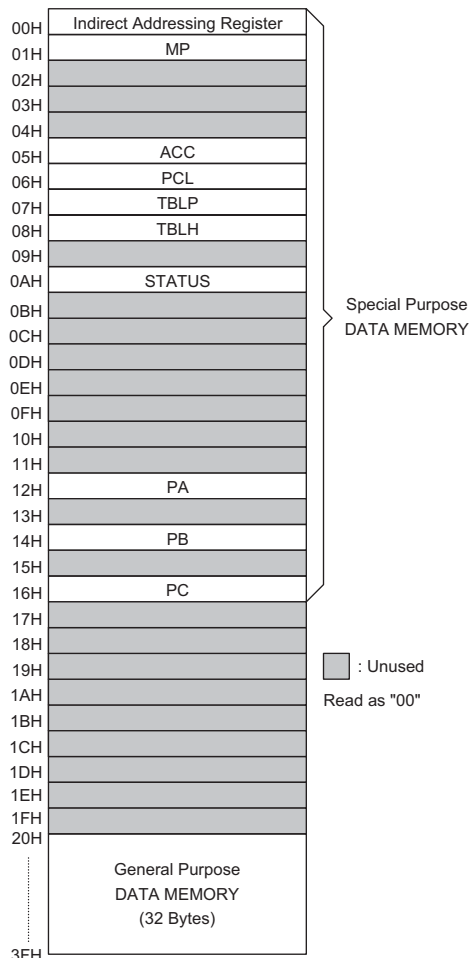 00H Indirect Addressing Register
01H MP
02H
03H
04H
05H ACC
06H PCL
07H TBLP
08H TBLH
09H
0AH STATUS
0BH
0CH
0DH
0EH
0FH
10H
11H
12H PA
13H
14H PB
15H
16H PC
Special Purpose
DATA MEMORY
17H
18H
19H
1AH
1BH
1CH
1DH
1EH
1FH
: Unused
Read as "00"
20H
General Purpose
DATA MEMORY
(32 Bytes)
3FH